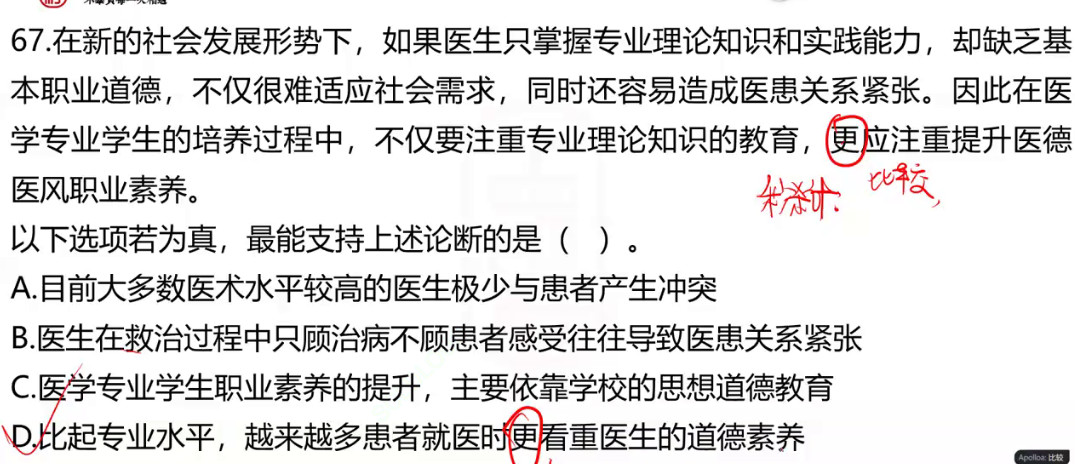 67.在新的社会发展形势下，如果医生只掌握专业理论知识和实践能力，却缺乏基
本职业道德，不仅很难适应社会需求，同时还容易造成医患关系紧张。因此在医
学专业学生的培养过程中，不仅要注重专业理论知识的教育，更应注重提升医德
医风职业素养。
秒杀计: 比较,
以下选项若为真，最能支持上述论断的是（ ）。
A.目前大多数医术水平较高的医生极少与患者产生冲突
B.医生在救治过程中只顾治病不顾患者感受往往导致医患关系紧张
C.医学专业学生职业素养的提升，主要依靠学校的思想道德教育
D.比起专业水平，越来越多患者就医时更看重医生的道德素养
Apolloa: 比较